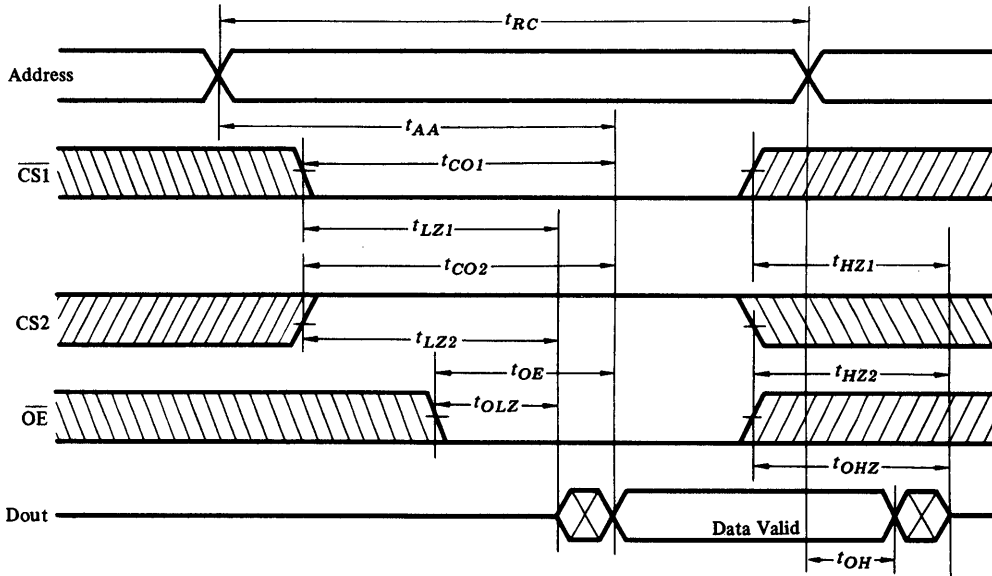 tRC
Address
tAA
CS1
tCO1
tLZ1
tCO2
tHZ1
CS2
tLZ2
tOE
tHZ2
OE
tOLZ
tOHZ
Dout
Data Valid
tOH